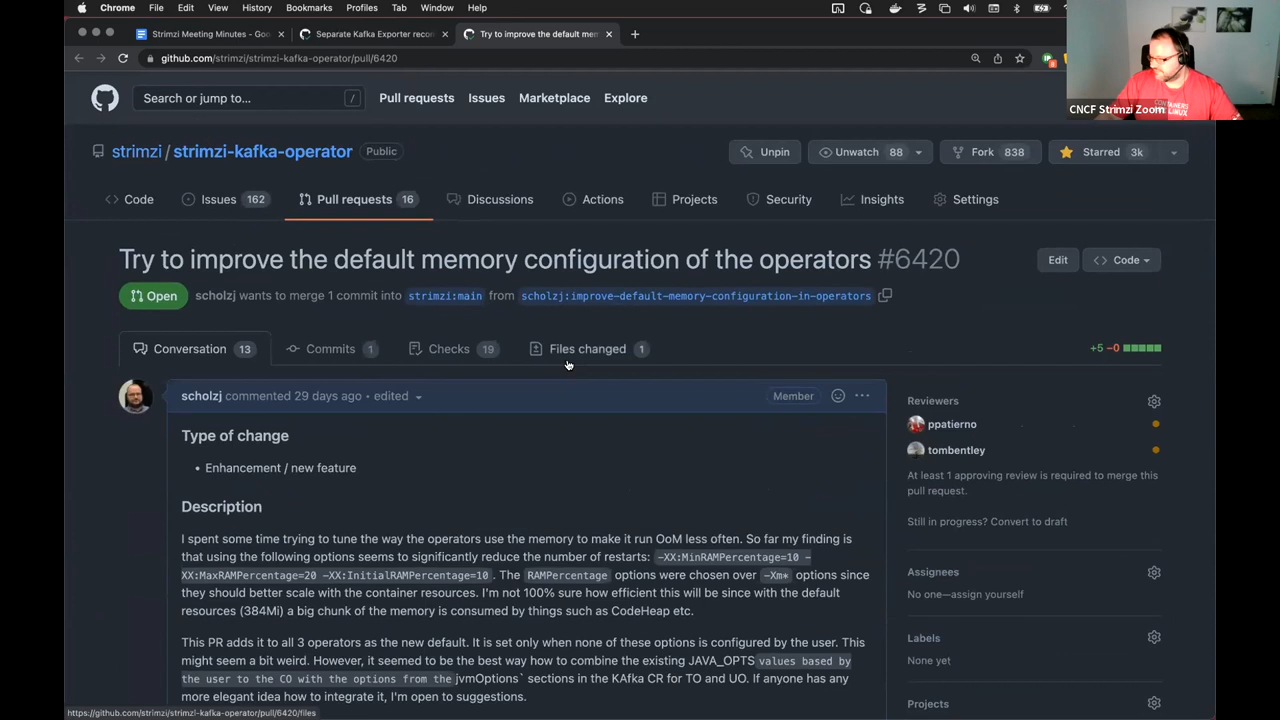 Chrome File Edit View History Bookmarks Profiles Tab Window Help
Strimzi Meeting Minutes - Goo
Separate Kafka Exporter recon
Try to improve the default mem
github.com/strimzi/strimzi-kafka-operator/pull/6420
CNCF Strimzi Zoom
CONTAINERS
LINUX
Search or jump to... /
Pull requests Issues Marketplace Explore
strimzi / strimzi-kafka-operator Public
Unpin Unwatch 88 Fork 838 Starred 3k
Code Issues 162 Pull requests 16 Discussions Actions Projects Security Insights Settings
Try to improve the default memory configuration of the operators #6420
Edit Code
Open scholzj wants to merge 1 commit into strimzi:main from scholzj:improve-default-memory-configuration-in-operators
Conversation 13 Commits 1 Checks 19 Files changed 1
+5 −0
scholzj commented 29 days ago • edited Member
Type of change
• Enhancement / new feature
Description
I spent some time trying to tune the way the operators use the memory to make it run OoM less often. So far my finding is
that using the following options seems to significantly reduce the number of restarts: -XX:MinRAMPercentage=10 -
XX:MaxRAMPercentage=20 -XX:InitialRAMPercentage=10. The RAMPercentage options were chosen over -Xm* options since
they should better scale with the container resources. I'm not 100% sure how efficient this will be since with the default
resources (384Mi) a big chunk of the memory is consumed by things such as CodeHeap etc.
This PR adds it to all 3 operators as the new default. It is set only when none of these options is configured by the user. This
might seem a bit weird. However, it seemed to be the best way how to combine the existing JAVA_OPTS values based by
the user to the CO with the options from the jvmOptions` sections in the KAfka CR for TO and UO. If anyone has any
more elegant idea how to integrate it, I'm open to suggestions.
Reviewers
ppatierno
tombentley
At least 1 approving review is required to merge this
pull request.
Still in progress? Convert to draft
Assignees
No one—assign yourself
Labels
None yet
Projects
https://github.com/strimzi/strimzi-kafka-operator/pull/6420/files